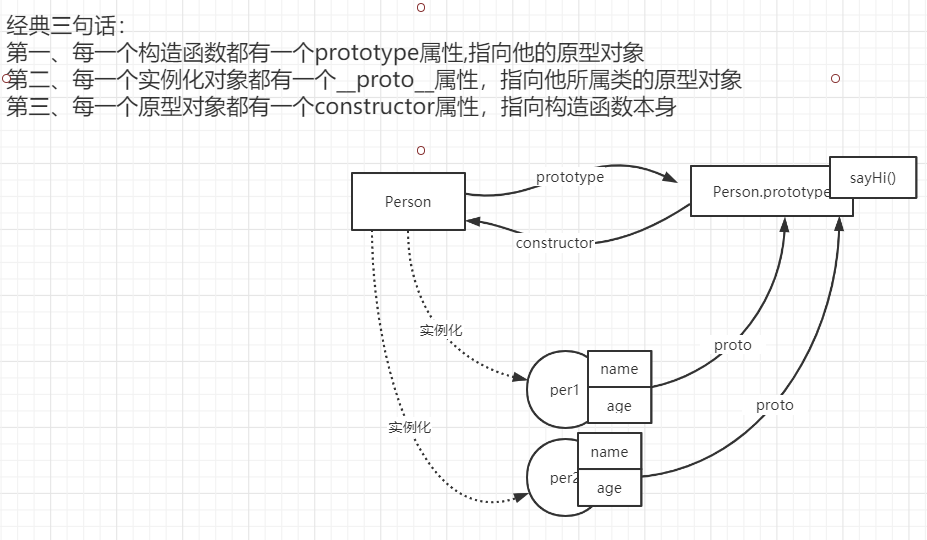 经典三句话：
第一、每一个构造函数都有一个prototype属性,指向他的原型对象
第二、每一个实例化对象都有一个__proto__属性，指向他所属类的原型对象
第三、每一个原型对象都有一个constructor属性，指向构造函数本身
prototype
sayHi()
Person
Person.prototype
constructor
实例化
proto
name
per1
age
proto
实例化
name
per2
age